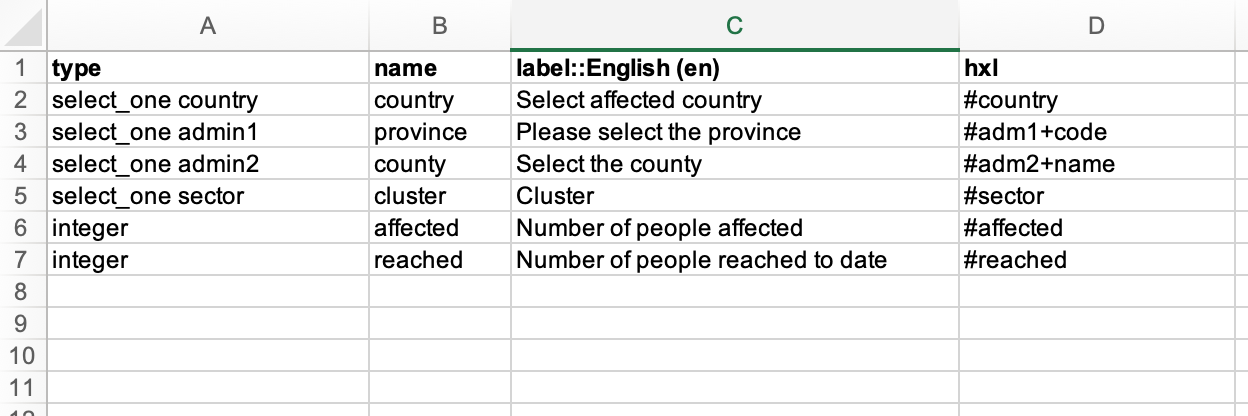 A B C D
1 type name label::English (en) hxl
2 select_one country country Select affected country #country
3 select_one admin1 province Please select the province #adm1+code
4 select_one admin2 county Select the county #adm2+name
5 select_one sector cluster Cluster #sector
6 integer affected Number of people affected #affected
7 integer reached Number of people reached to date #reached
8
9
10
11